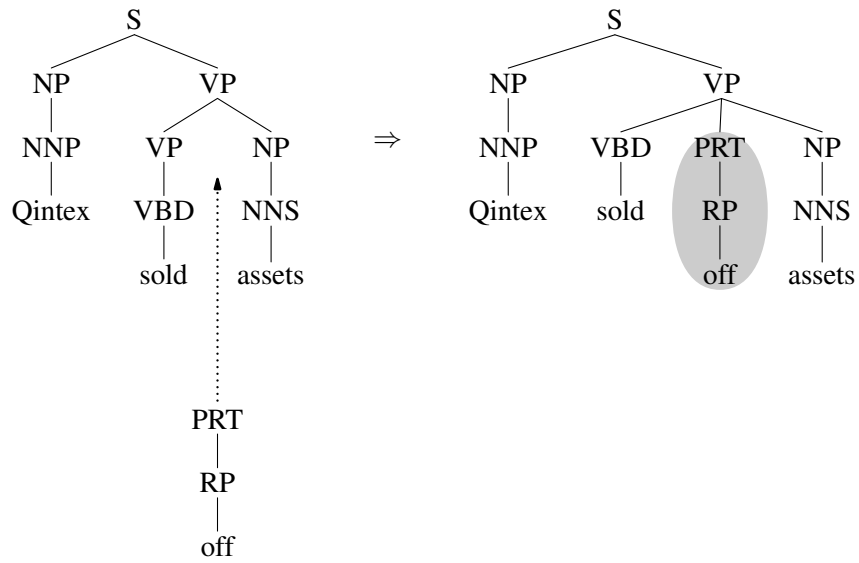 S S
NP VP NP VP
NNP VP NP ⇒ NNP VBD PRT NP
Qintex VBD NNS Qintex sold RP NNS
sold assets off assets
PRT
RP
off